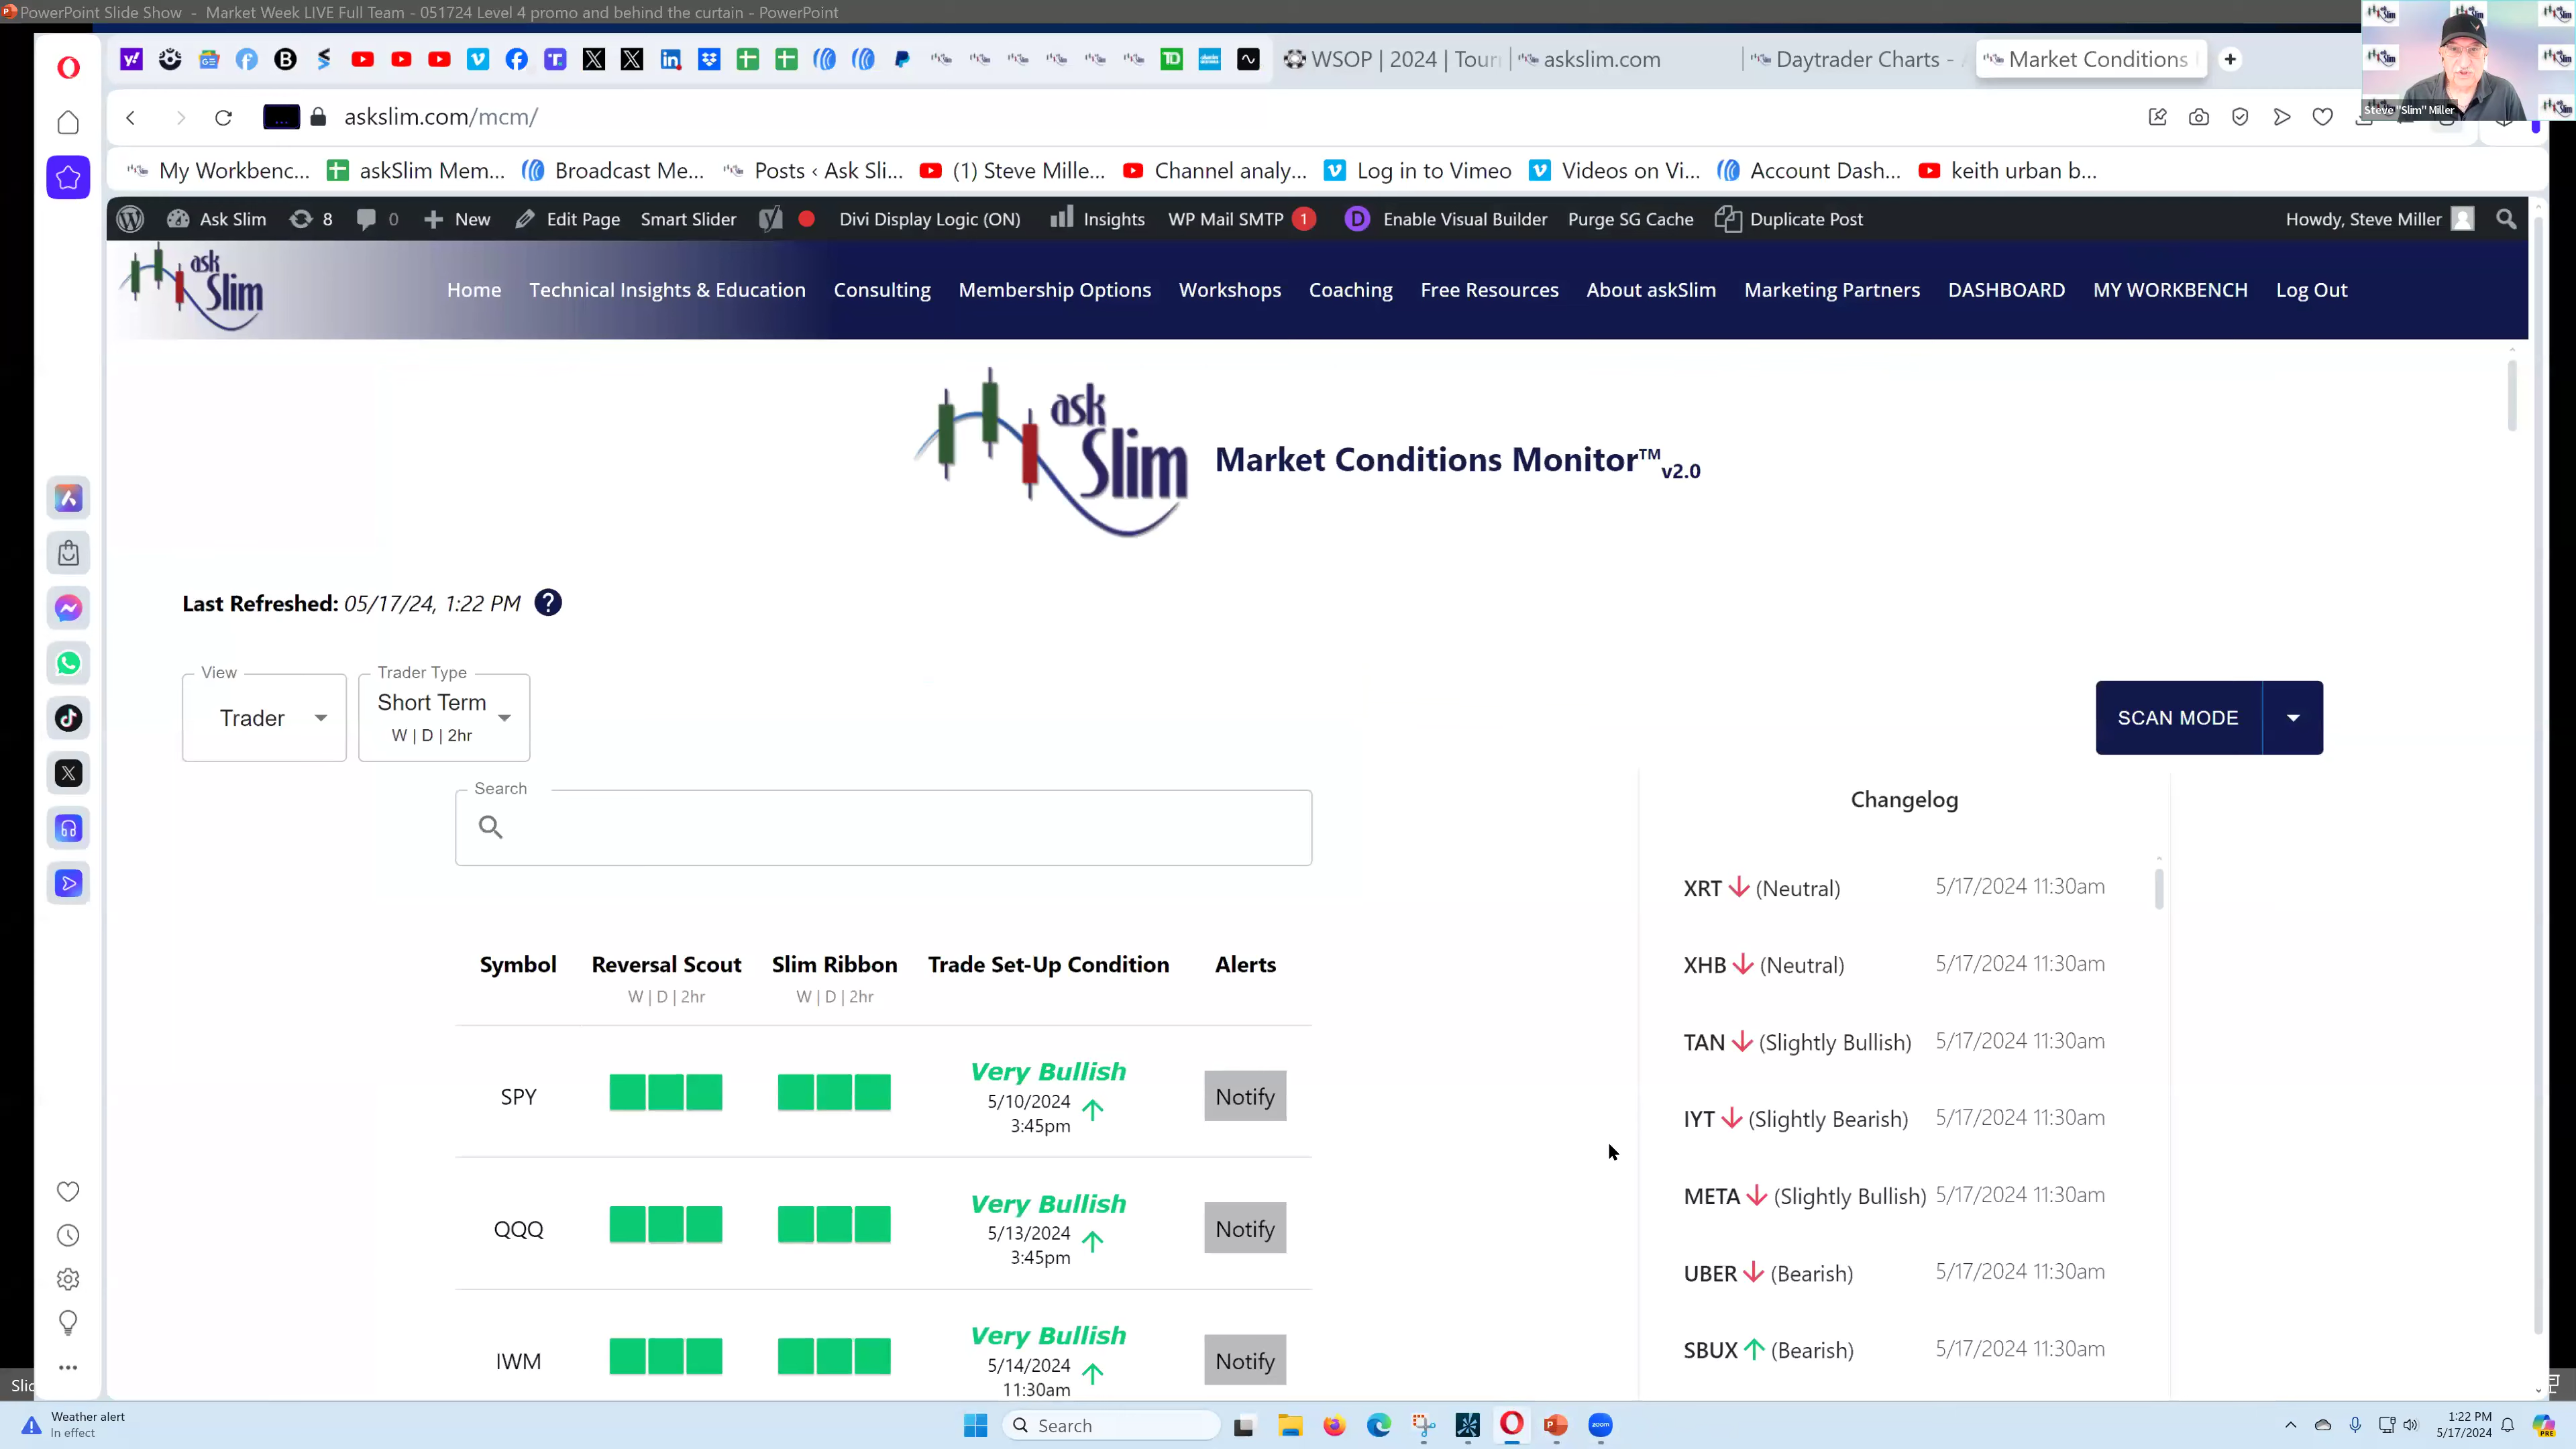 PowerPoint Slide Show - Market Week LIVE Full Team - 051724 Level 4 promo and behind the curtain - PowerPoint
WSOP | 2024 | Tourn
askslim.com
Daytrader Charts -
Market Conditions
Steve "Slim" Miller
askslim.com/mcm/
My Workbenc... askSlim Mem... Broadcast Me... Posts ‹ Ask Sli... (1) Steve Mille... Channel analy... Log in to Vimeo Videos on Vi... Account Dash... keith urban b...
Ask Slim 8 0 New Edit Page Smart Slider Divi Display Logic (ON) Insights WP Mail SMTP 1 Enable Visual Builder Purge SG Cache Duplicate Post Howdy, Steve Miller
ask
Slim
Home Technical Insights & Education Consulting Membership Options Workshops Coaching Free Resources About askSlim Marketing Partners DASHBOARD MY WORKBENCH Log Out
ask
Slim
Market Conditions Monitor™ v2.0
Last Refreshed: 05/17/24, 1:22 PM ?
View
Trader
Trader Type
Short Term
W | D | 2hr
SCAN MODE
Search
Symbol Reversal Scout Slim Ribbon Trade Set-Up Condition Alerts
W | D | 2hr W | D | 2hr
SPY Very Bullish Notify
5/10/2024
3:45pm
QQQ Very Bullish Notify
5/13/2024
3:45pm
IWM Very Bullish Notify
5/14/2024
11:30am
Changelog
XRT ↓ (Neutral) 5/17/2024 11:30am
XHB ↓ (Neutral) 5/17/2024 11:30am
TAN ↓ (Slightly Bullish) 5/17/2024 11:30am
IYT ↓ (Slightly Bearish) 5/17/2024 11:30am
META ↓ (Slightly Bullish) 5/17/2024 11:30am
UBER ↓ (Bearish) 5/17/2024 11:30am
SBUX ↑ (Bearish) 5/17/2024 11:30am
Weather alert
In effect
Search
zoom
1:22 PM
5/17/2024
PRE